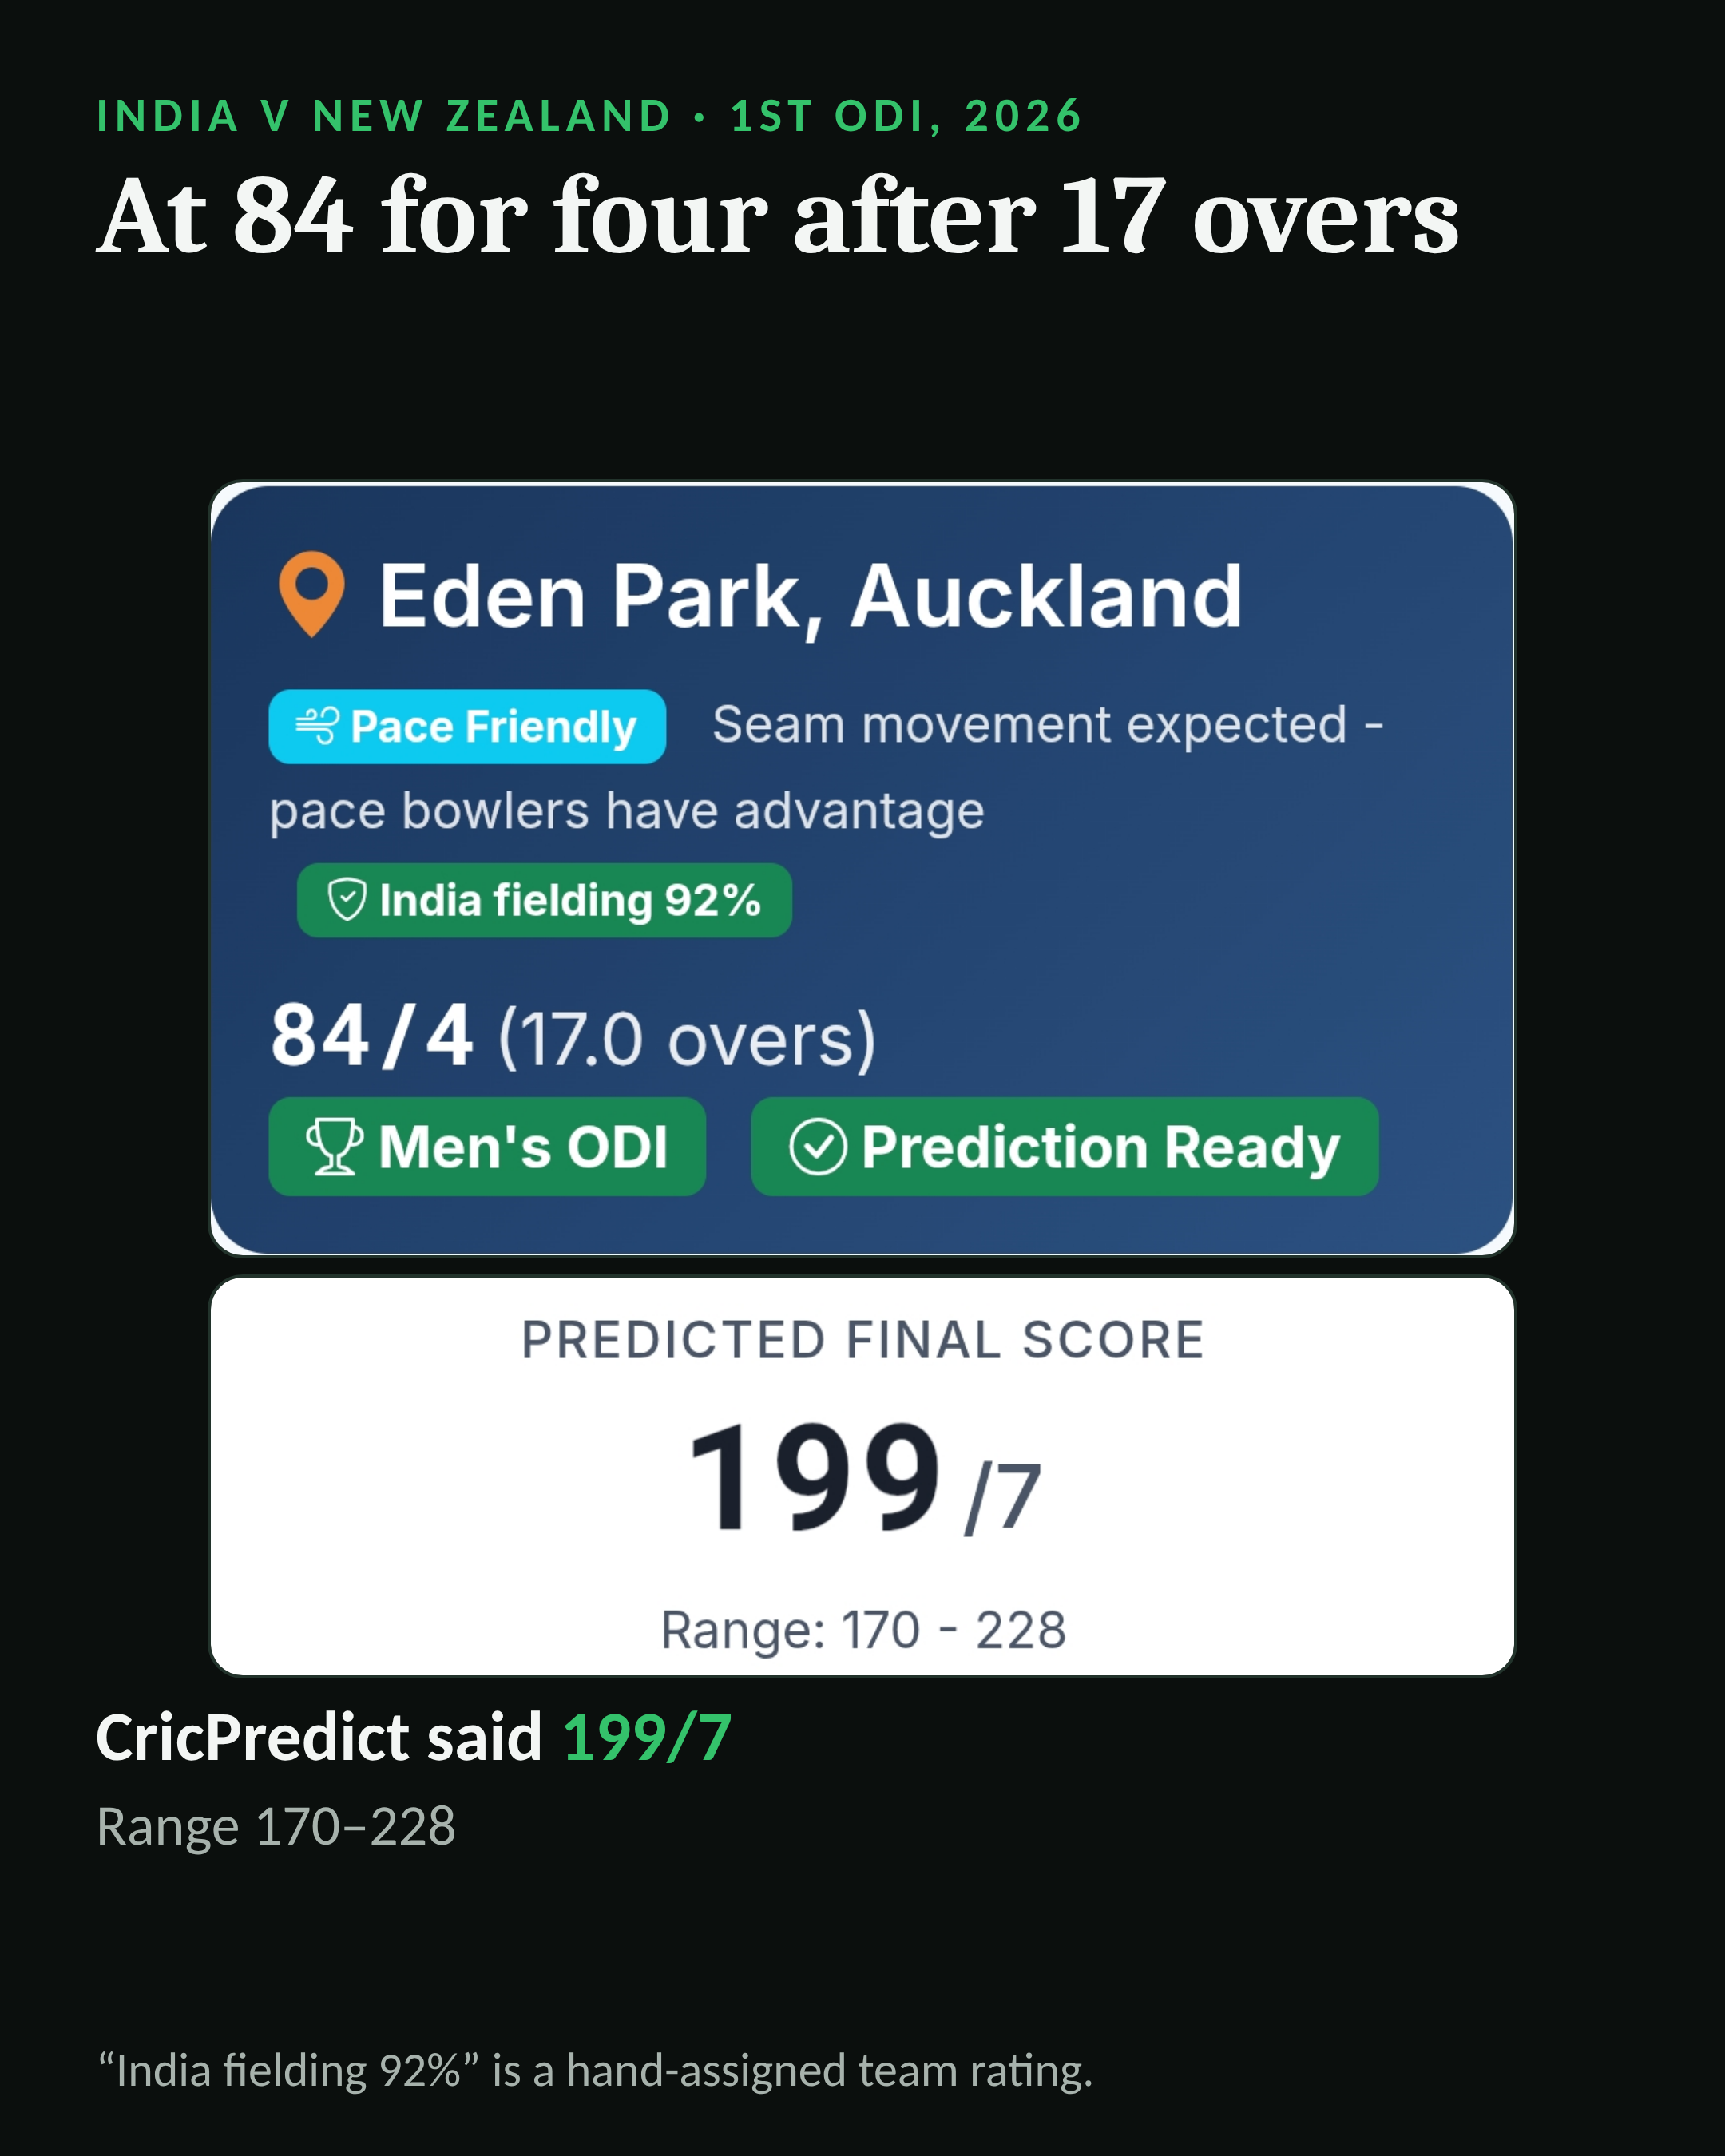 INDIA V NEW ZEALAND · 1ST ODI, 2026
At 84 for four after 17 overs
Eden Park, Auckland
Pace Friendly Seam movement expected -
pace bowlers have advantage
India fielding 92%
84/4 (17.0 overs)
Men's ODI Prediction Ready
PREDICTED FINAL SCORE
199/7
Range: 170 - 228
CricPredict said 199/7
Range 170–228
“India fielding 92%” is a hand-assigned team rating.